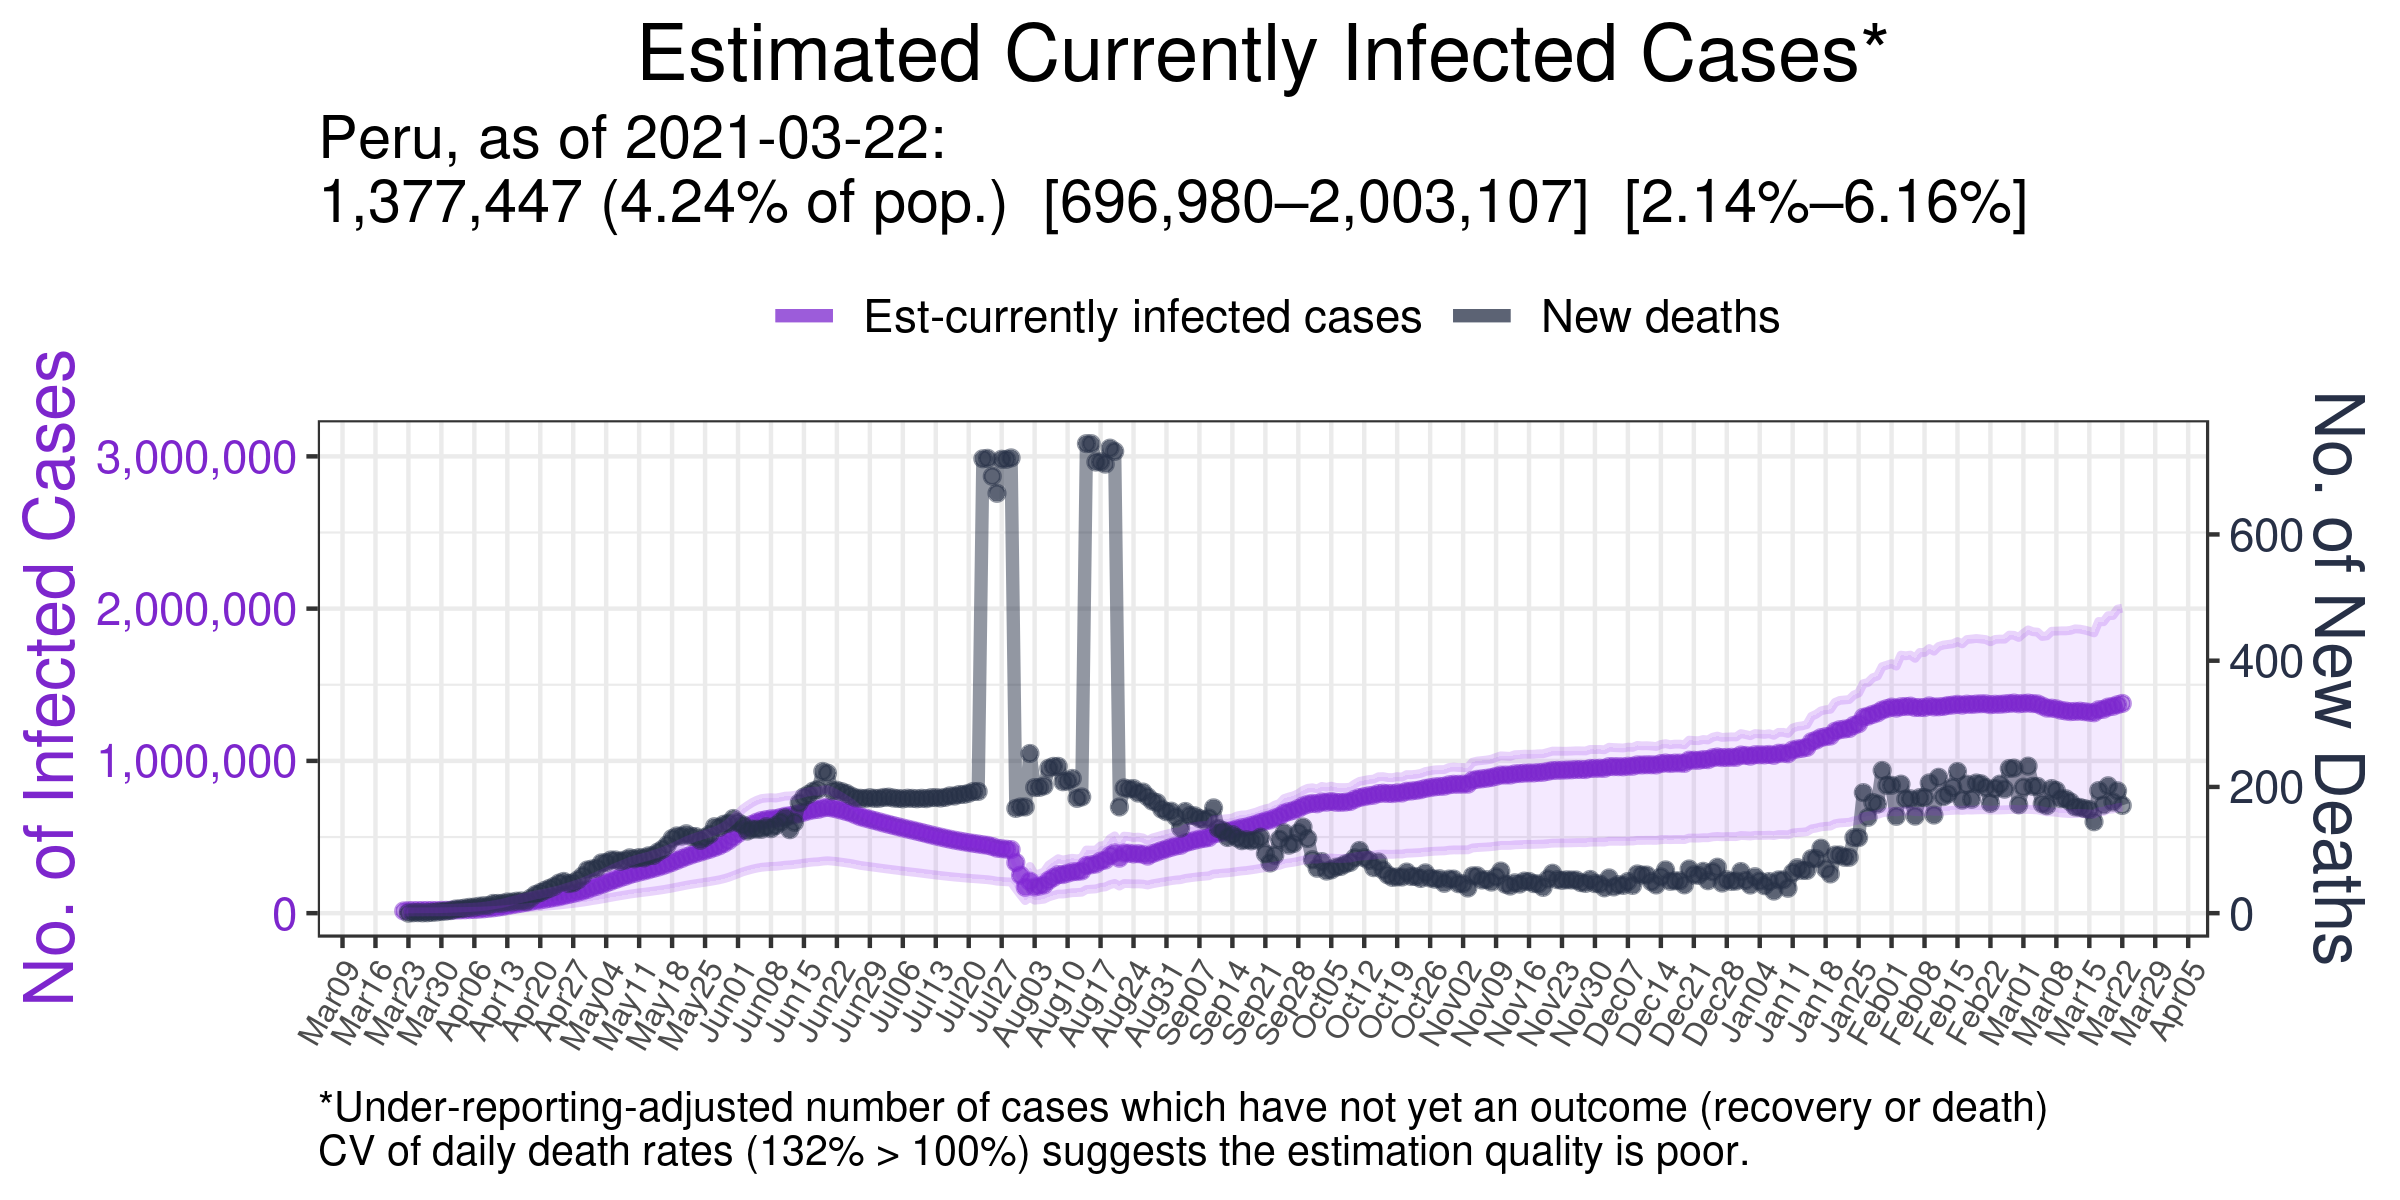 Estimated Currently Infected Cases*
Peru, as of 2021-03-22:
1,377,447 (4.24% of pop.) [696,980–2,003,107] [2.14%–6.16%]
Est-currently infected cases New deaths
No. of Infected Cases
3,000,000
2,000,000
1,000,000
0
600
400
200
0
No. of New Deaths
Mar09 Mar16 Mar23 Mar30 Apr06 Apr13 Apr20 Apr27 May04 May11 May18 May25 Jun01 Jun08 Jun15 Jun22 Jun29 Jul06 Jul13 Jul20 Jul27 Aug03 Aug10 Aug17 Aug24 Aug31 Sep07 Sep14 Sep21 Sep28 Oct05 Oct12 Oct19 Oct26 Nov02 Nov09 Nov16 Nov23 Nov30 Dec07 Dec14 Dec21 Dec28 Jan04 Jan11 Jan18 Jan25 Feb01 Feb08 Feb15 Feb22 Mar01 Mar08 Mar15 Mar22 Mar29 Apr05
*Under-reporting-adjusted number of cases which have not yet an outcome (recovery or death)
CV of daily death rates (132% > 100%) suggests the estimation quality is poor.